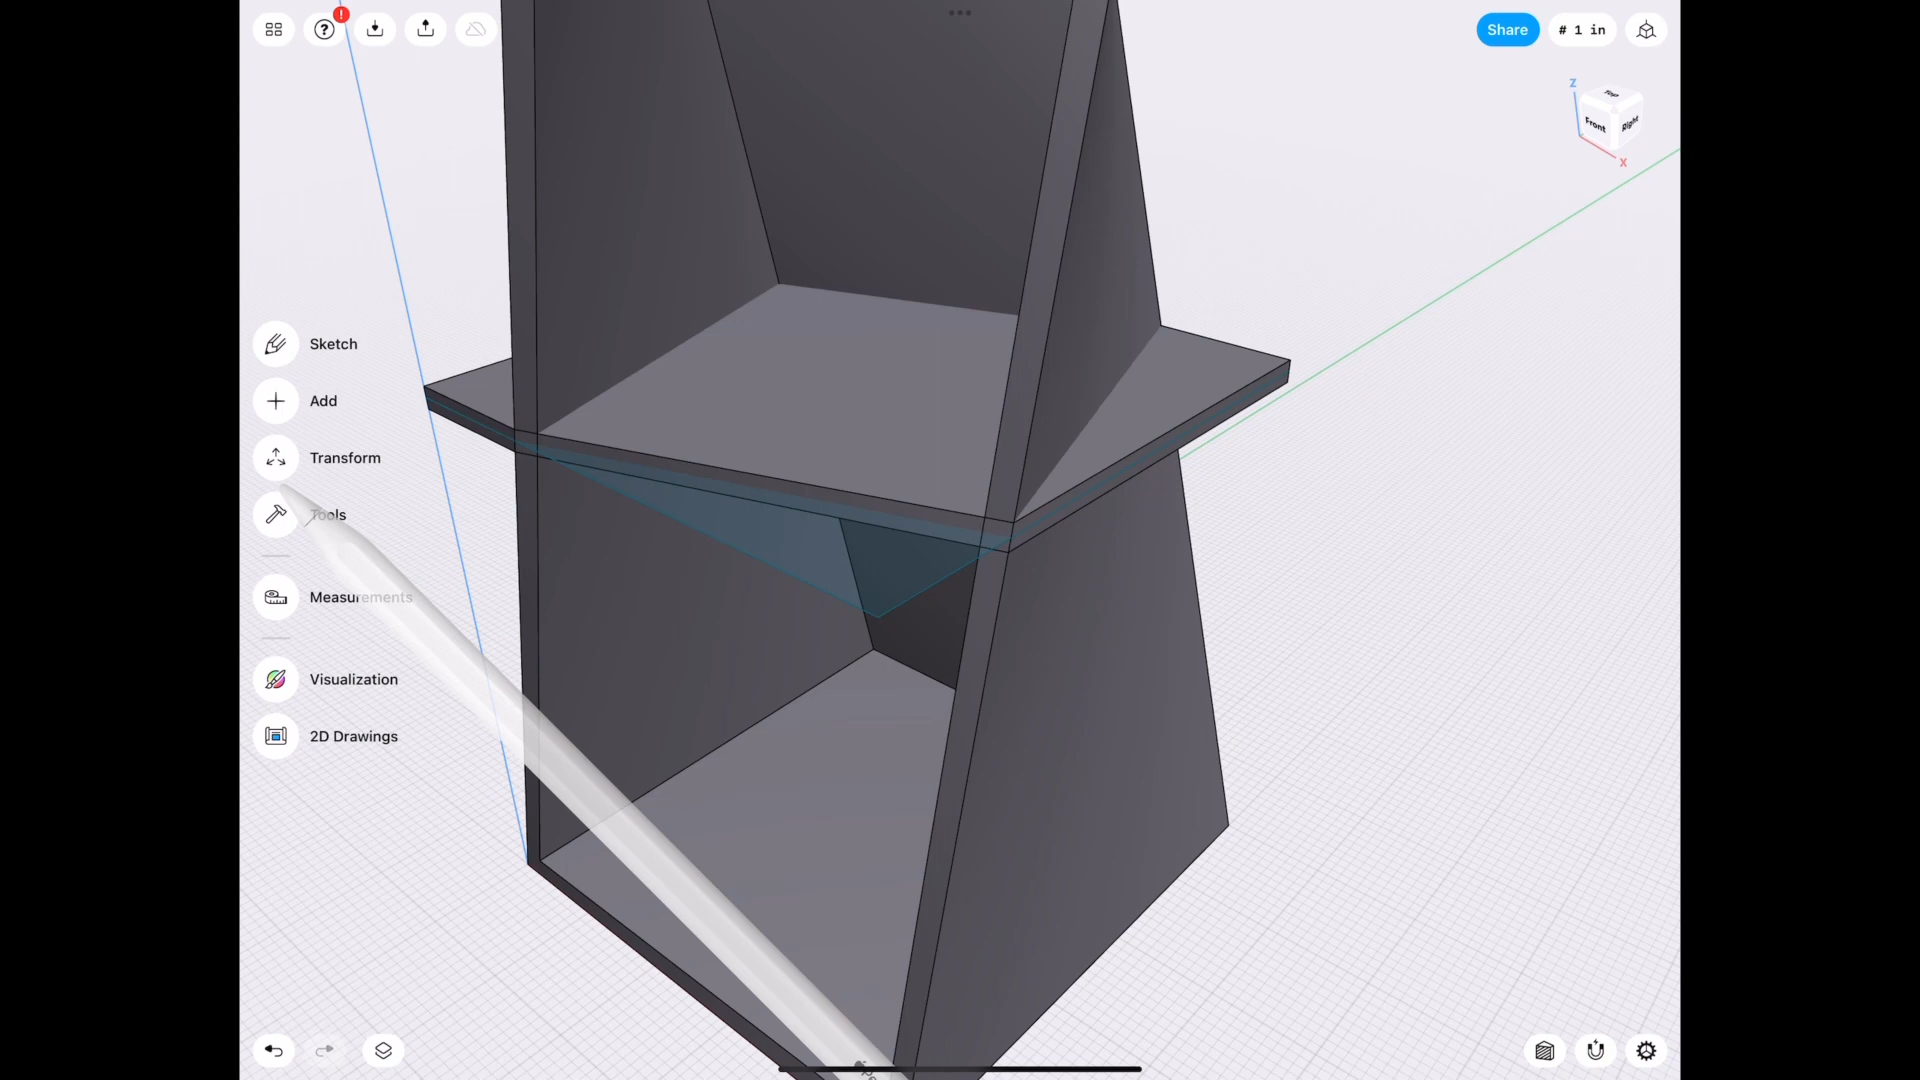 !
?
Share
# 1 in
Z
Top
Front
Right
X
Sketch
Add
Transform
Tools
Measurements
Visualization
2D Drawings